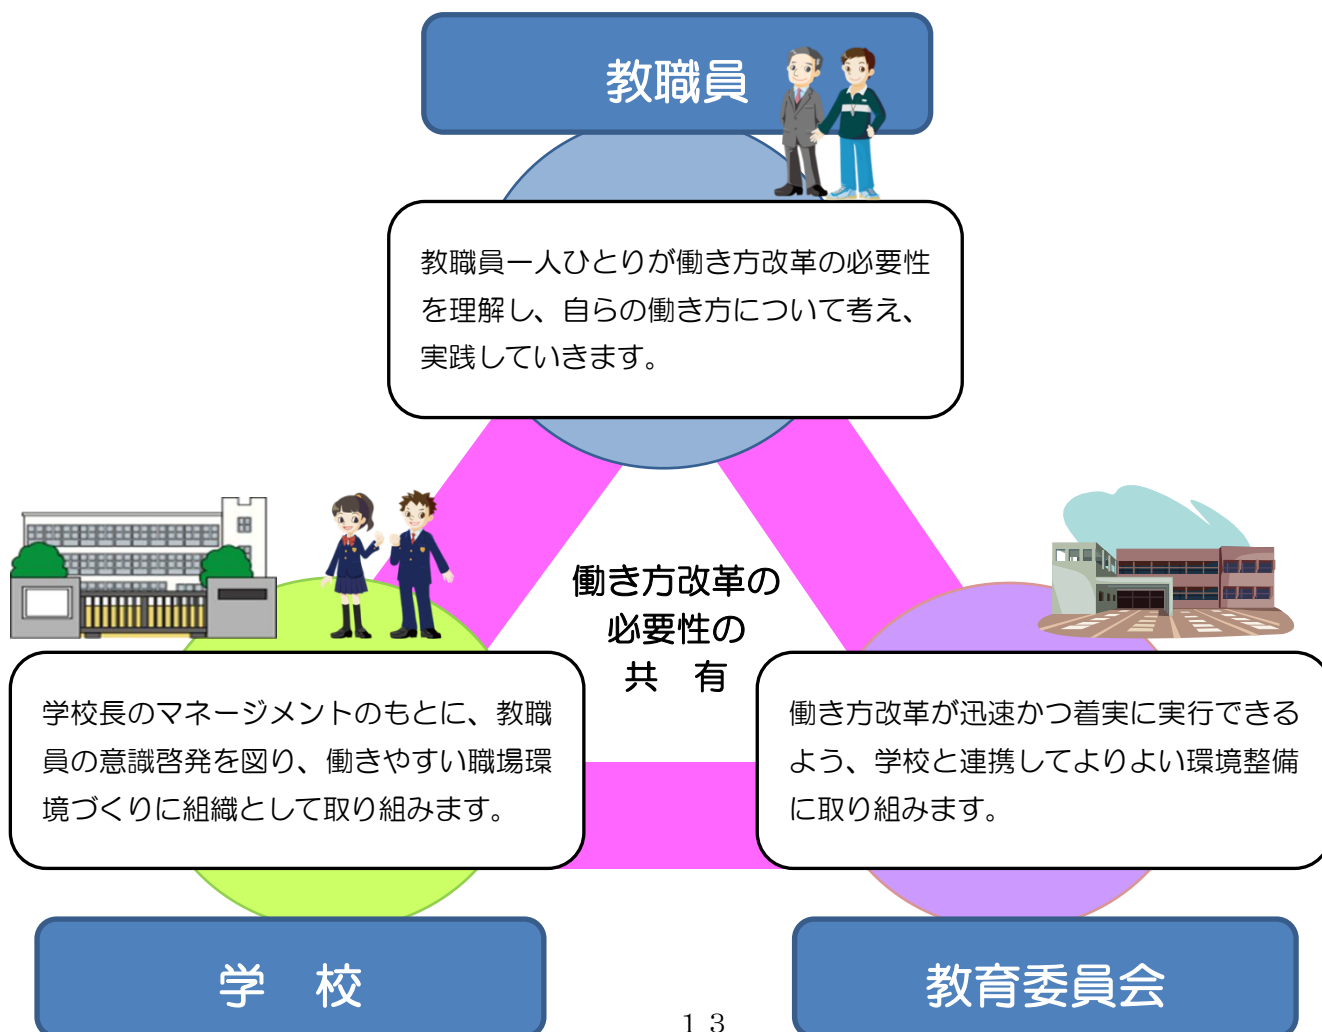 教職員
教職員一人ひとりが働き方改革の必要性
を理解し、自らの働き方について考え、
実践していきます。
働き方改革の
必要性の
共　有
学校長のマネージメントのもとに、教職
員の意識啓発を図り、働きやすい職場環
境づくりに組織として取り組みます。
働き方改革が迅速かつ着実に実行できる
よう、学校と連携してよりよい環境整備
に取り組みます。
学　校
教育委員会
１３